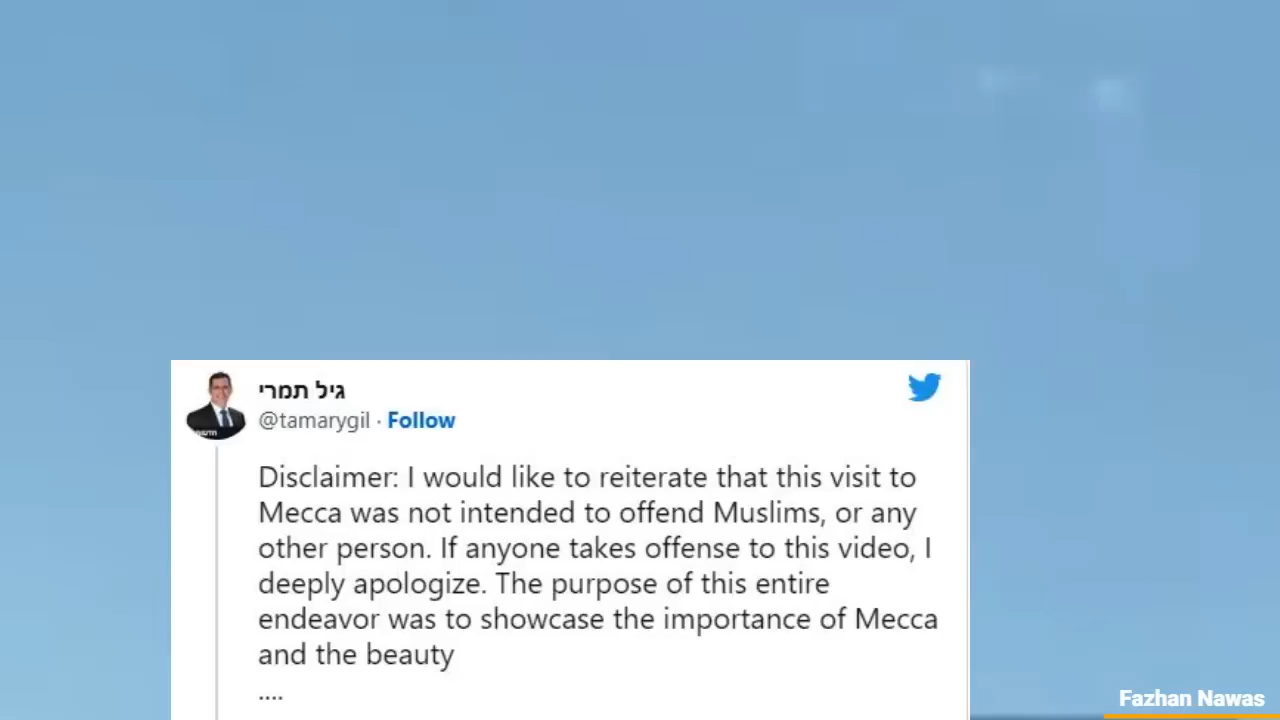 גיל תמרי
@tamarygil · Follow
Disclaimer: I would like to reiterate that this visit to
Mecca was not intended to offend Muslims, or any
other person. If anyone takes offense to this video, I
deeply apologize. The purpose of this entire
endeavor was to showcase the importance of Mecca
and the beauty
....
Fazhan Nawas